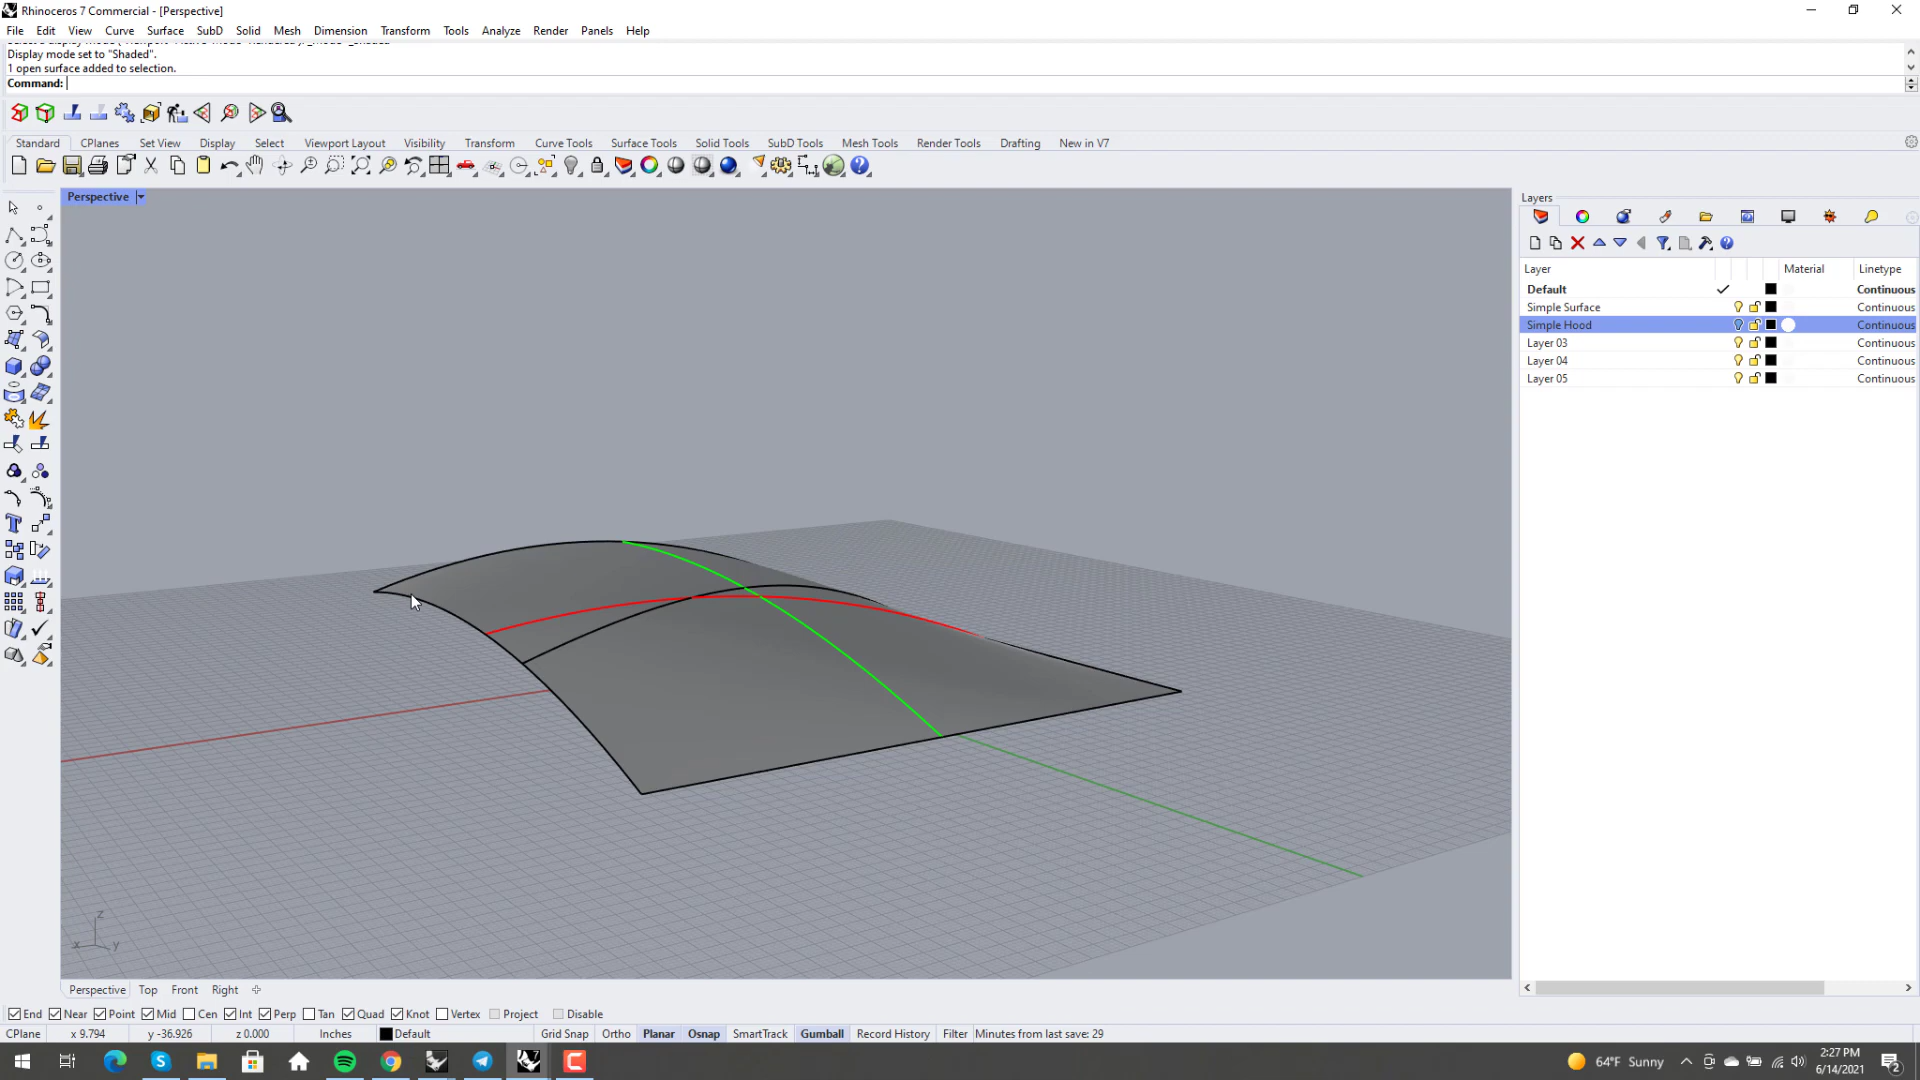 Rhinoceros 7 Commercial - [Perspective]
File Edit View Curve Surface SubD Solid Mesh Dimension Transform Tools Analyze Render Panels Help
Display mode set to "Shaded".
1 open surface added to selection.
Command:
Standard CPlanes Set View Display Select Viewport Layout Visibility Transform Curve Tools Surface Tools Solid Tools SubD Tools Mesh Tools Render Tools Drafting New in V7
Perspective
Layers
Layer Material Linetype
Default Continuous
Simple Surface Continuous
Simple Hood Continuous
Layer 03 Continuous
Layer 04 Continuous
Layer 05 Continuous
z
x y
Perspective Top Front Right
End Near Point Mid Cen Int Perp Tan Quad Knot Vertex Project Disable
CPlane x 9.794 y -36.926 z 0.000 Inches Default Grid Snap Ortho Planar Osnap SmartTrack Gumball Record History Filter Minutes from last save: 29
64°F Sunny
2:27 PM
6/14/2021
2